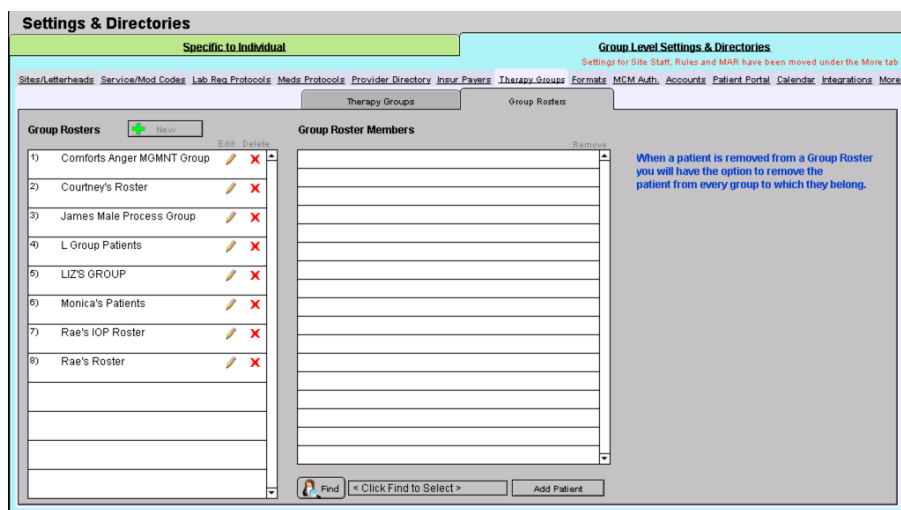 Settings & Directories
Specific to Individual
Group Level Settings & Directories
Settings for Site Staff, Rules and MAR have been moved under the More tab
Sites/Letterheads Service/Mod Codes Lab Req Protocols Meds Protocols Provider Directory Insur Payers Therapy Groups Formats MCM Auth. Accounts Patient Portal Calendar Integrations More
Therapy Groups Group Rosters
Group Rosters New Group Roster Members
Edit Delete Remove
1) Comforts Anger MGMNT Group
2) Courtney's Roster
3) James Male Process Group
4) L Group Patients
5) LIZ'S GROUP
6) Monica's Patients
7) Rae's IOP Roster
8) Rae's Roster
When a patient is removed from a Group Roster
you will have the option to remove the
patient from every group to which they belong.
Find < Click Find to Select > Add Patient